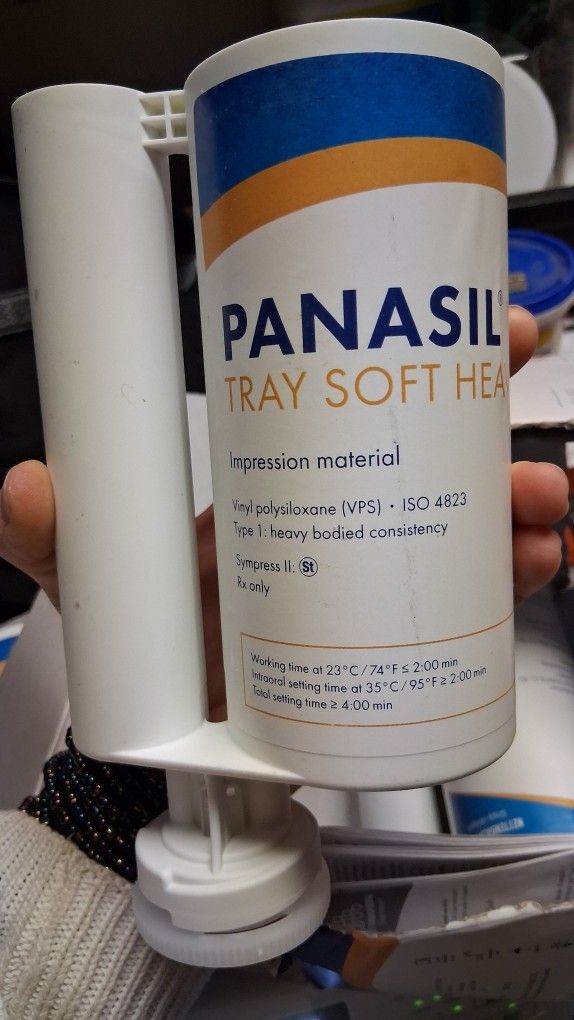 PANASIL®
TRAY SOFT HEA
Impression material
Vinyl polysiloxane (VPS) • ISO 4823
Type 1: heavy bodied consistency
Sympress II: St
Rx only
Working time at 23°C/74°F ≤ 2:00 min
Intraoral setting time at 35°C/95°F ≥ 2:00 min
Total setting time ≥ 4:00 min